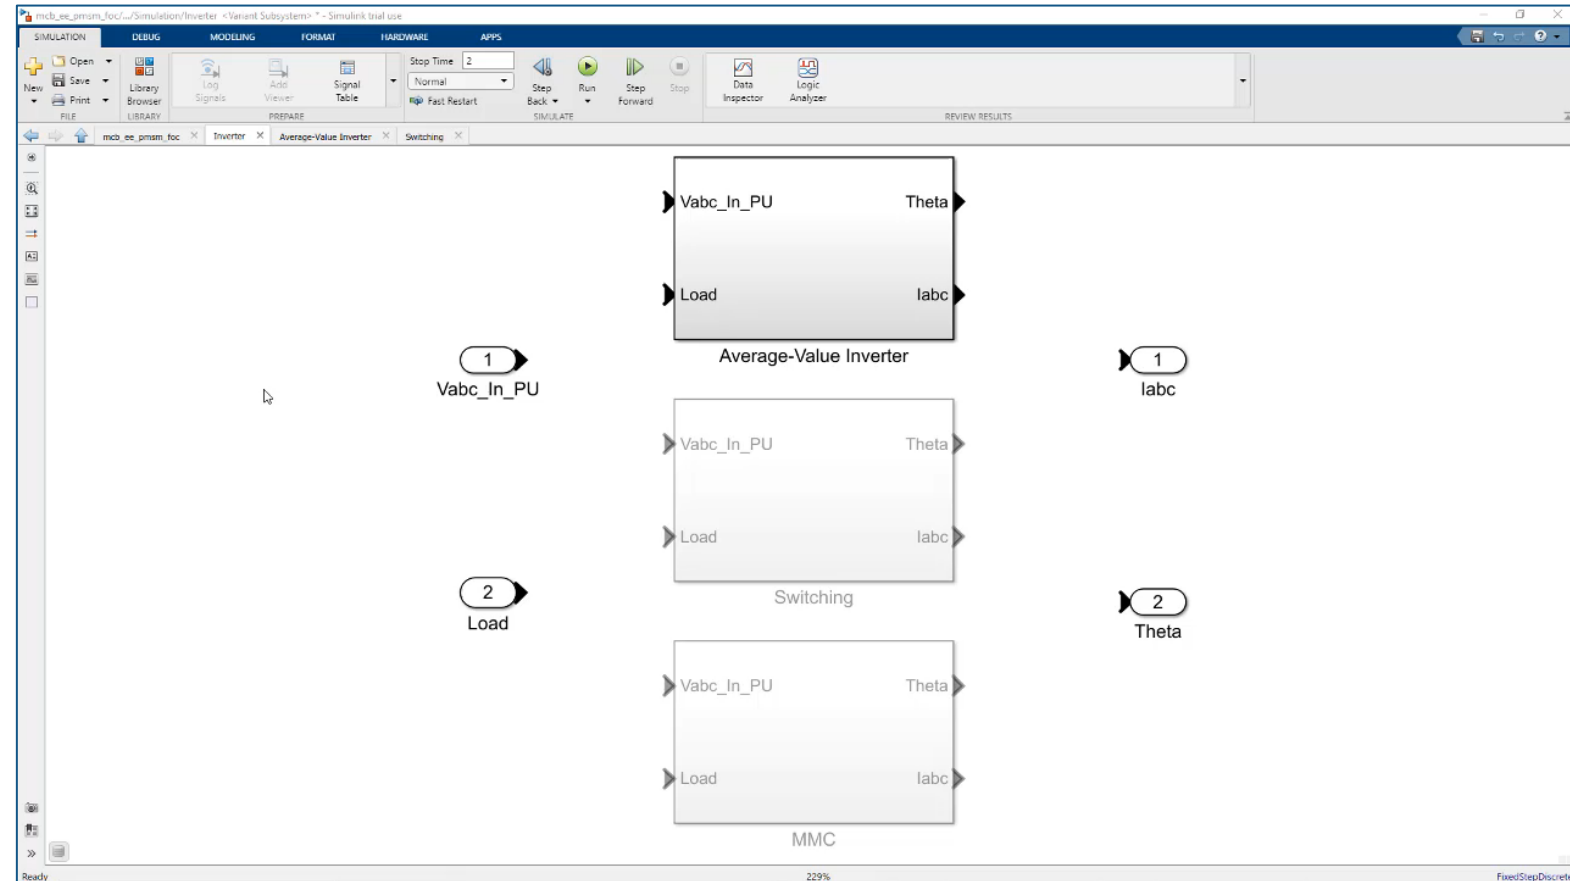 mcb_ee_pmsm_foc/.../Simulation/Inverter <Variant Subsystem> * - Simulink trial use
SIMULATION DEBUG MODELING FORMAT HARDWARE APPS
New
Open
Save
Print
FILE
Library Browser
LIBRARY
Log Signals
Add Viewer
Signal Table
PREPARE
Stop Time 2
Normal
Fast Restart
Step Back
Run
Step Forward
Stop
SIMULATE
Data Inspector
Logic Analyzer
REVIEW RESULTS
mcb_ee_pmsm_foc Inverter Average-Value Inverter Switching
Vabc_In_PU Theta
Load Iabc
Average-Value Inverter
1
Vabc_In_PU
1
Iabc
Vabc_In_PU Theta
Load Iabc
Switching
2
Load
2
Theta
Vabc_In_PU Theta
Load Iabc
MMC
Ready 229% FixedStepDiscrete